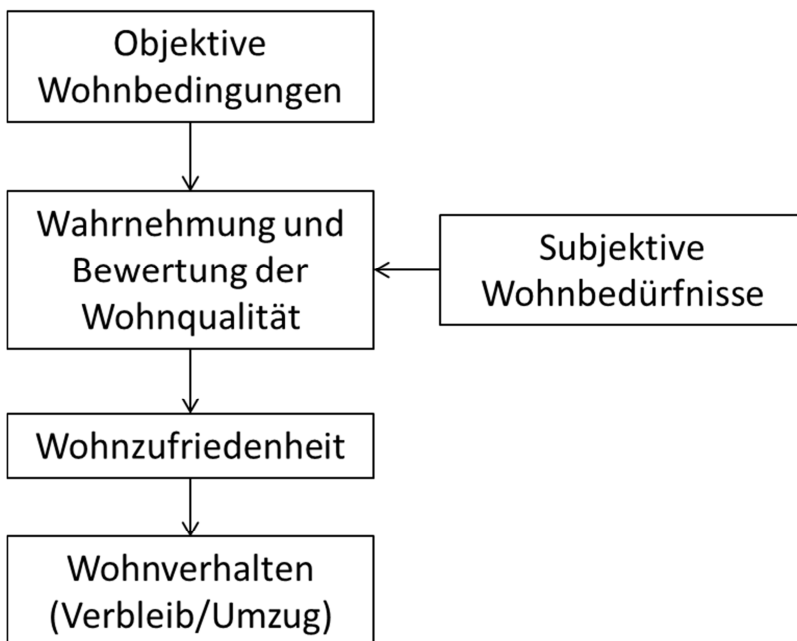 Objektive
Wohnbedingungen
Wahrnehmung und
Bewertung der
Wohnqualität
Subjektive
Wohnbedürfnisse
Wohnzufriedenheit
Wohnverhalten
(Verbleib/Umzug)